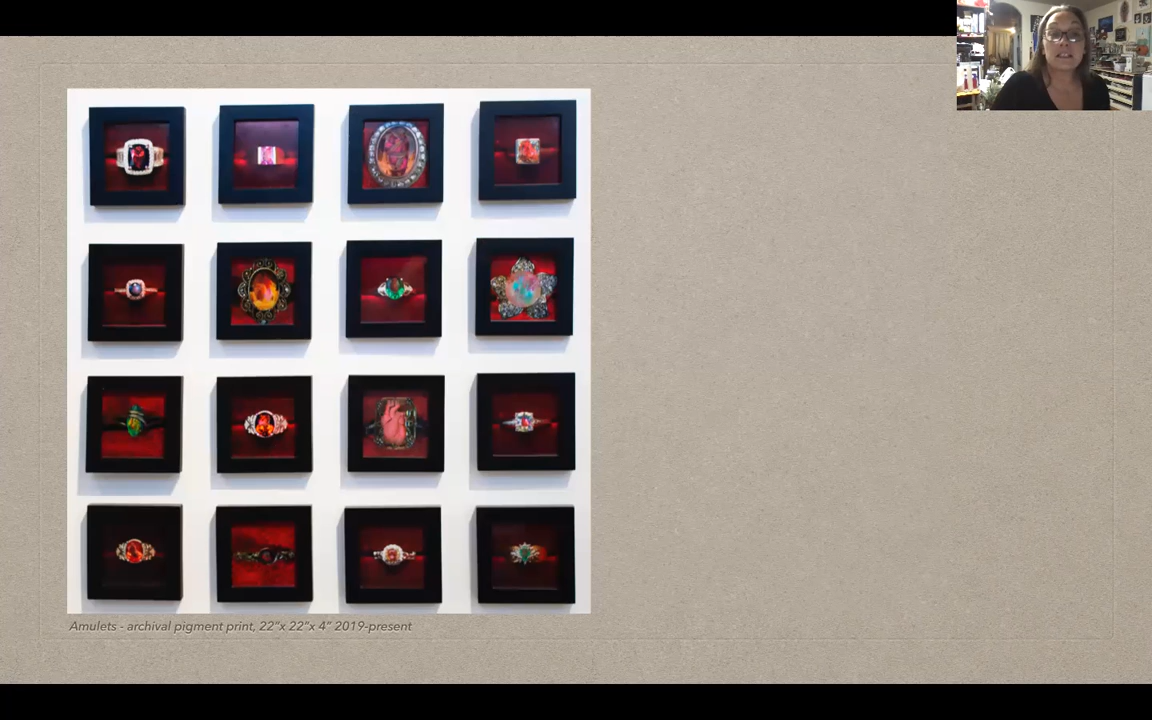 Amulets - archival pigment print, 22"x 22"x 4" 2019-present